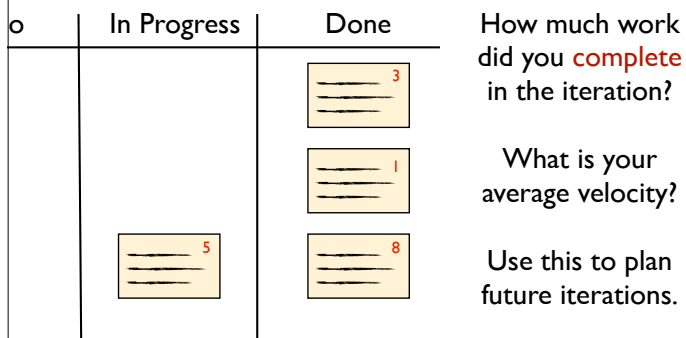 o
In Progress
Done
3
1
5
8
How much work
did you complete
in the iteration?
What is your
average velocity?
Use this to plan
future iterations.